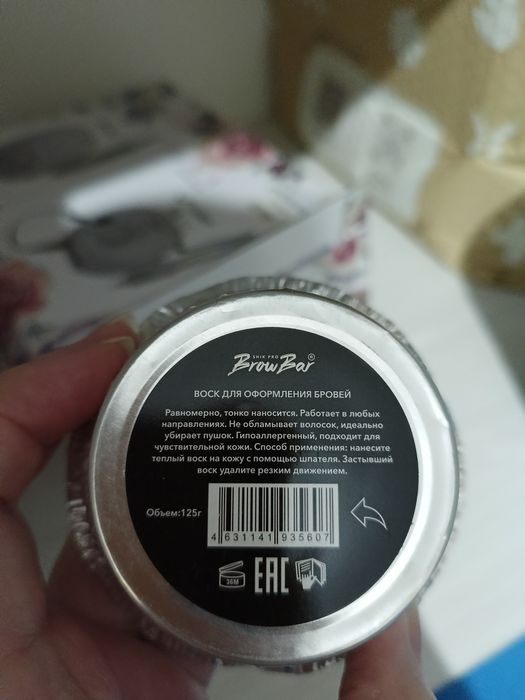 SHIK PRO
BrowBar®
ВОСК ДЛЯ ОФОРМЛЕНИЯ БРОВЕЙ
Равномерно, тонко наносится. Работает в любых
направлениях. Не обламывает волосок, идеально
убирает пушок. Гипоаллергенный, подходит для
чувствительной кожи. Способ применения: нанесите
теплый воск на кожу с помощью шпателя. Застывший
воск удалите резким движением.
Объем:125г
4 631141 935607
36М
EAC